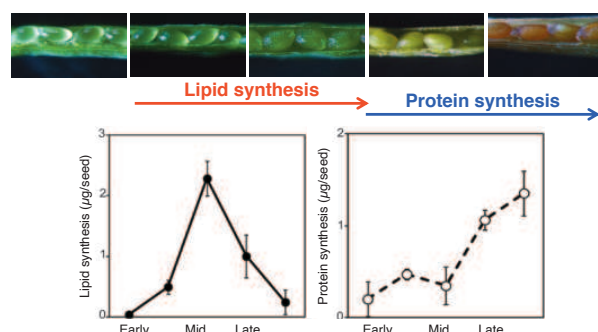 Lipid synthesis
Protein synthesis
Lipid synthesis (µg/seed)
3
2
1
0
Early Mid Late
Protein synthesis (µg/seed)
2
1
0
Early Mid Late